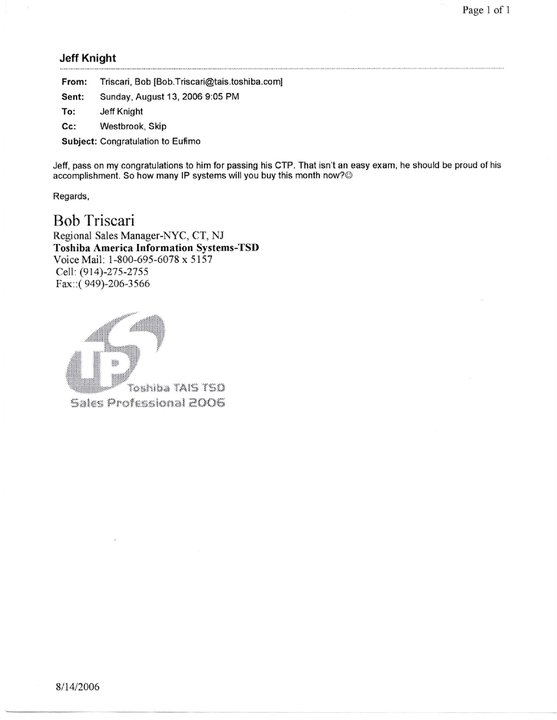 Page 1 of 1
Jeff Knight
From: Triscari, Bob [Bob.Triscari@tais.toshiba.com]
Sent: Sunday, August 13, 2006 9:05 PM
To: Jeff Knight
Cc: Westbrook, Skip
Subject: Congratulation to Eufimo
Jeff, pass on my congratulations to him for passing his CTP. That isn't an easy exam, he should be proud of his
accomplishment. So how many IP systems will you buy this month now?☺
Regards,
Bob Triscari
Regional Sales Manager-NYC, CT, NJ
Toshiba America Information Systems-TSD
Voice Mail: 1-800-695-6078 x 5157
Cell: (914)-275-2755
Fax::( 949)-206-3566
TSP
Toshiba TAIS TSD
Sales Professional 2006
8/14/2006